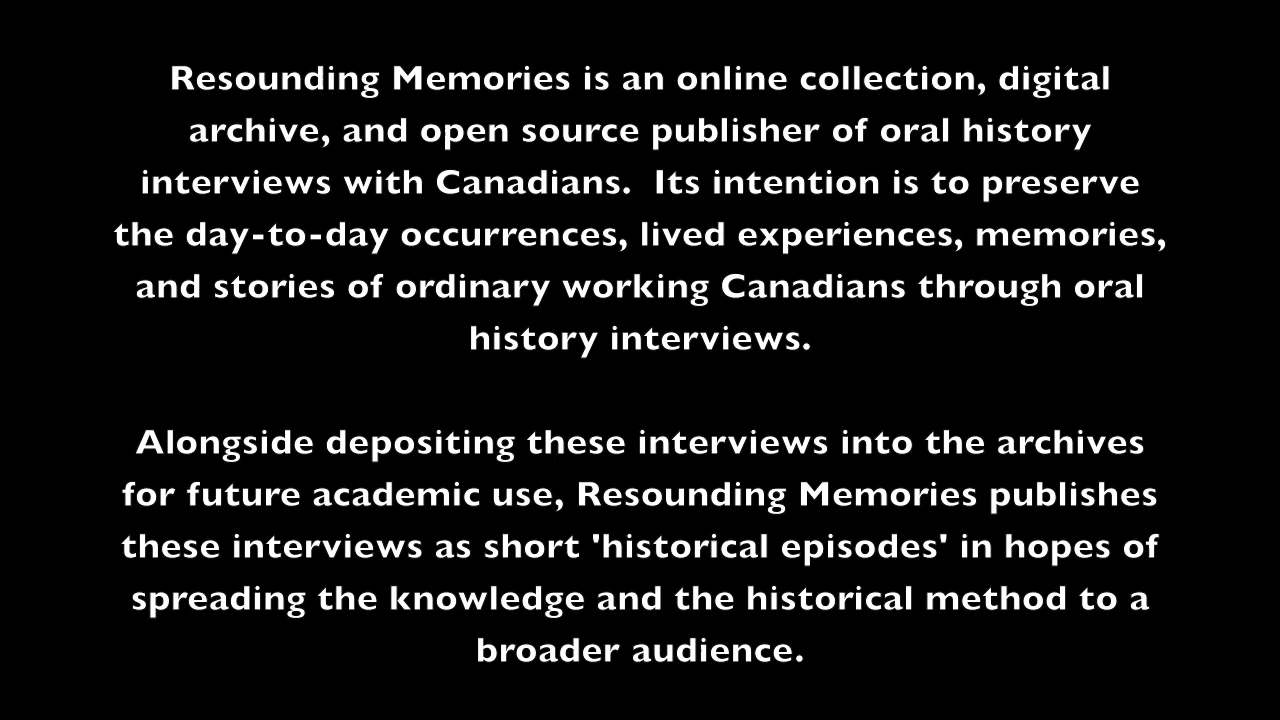 Resounding Memories is an online collection, digital
archive, and open source publisher of oral history
interviews with Canadians.  Its intention is to preserve
the day-to-day occurrences, lived experiences, memories,
and stories of ordinary working Canadians through oral
history interviews.
Alongside depositing these interviews into the archives
for future academic use, Resounding Memories publishes
these interviews as short 'historical episodes' in hopes of
spreading the knowledge and the historical method to a
broader audience.